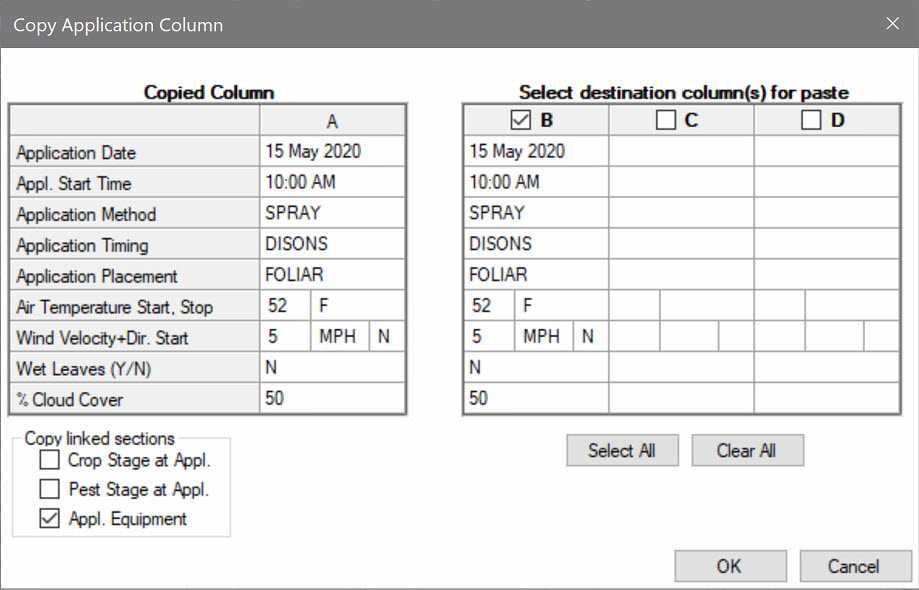 Copy Application Column
Copied Column
A
Application Date 15 May 2020
Appl. Start Time 10:00 AM
Application Method SPRAY
Application Timing DISONS
Application Placement FOLIAR
Air Temperature Start, Stop 52 F
Wind Velocity+Dir. Start 5 MPH N
Wet Leaves (Y/N) N
% Cloud Cover 50
Select destination column(s) for paste
B C D
15 May 2020
10:00 AM
SPRAY
DISONS
FOLIAR
52 F
5 MPH N
N
50
Copy linked sections
Crop Stage at Appl.
Pest Stage at Appl.
Appl. Equipment
Select All Clear All
OK Cancel